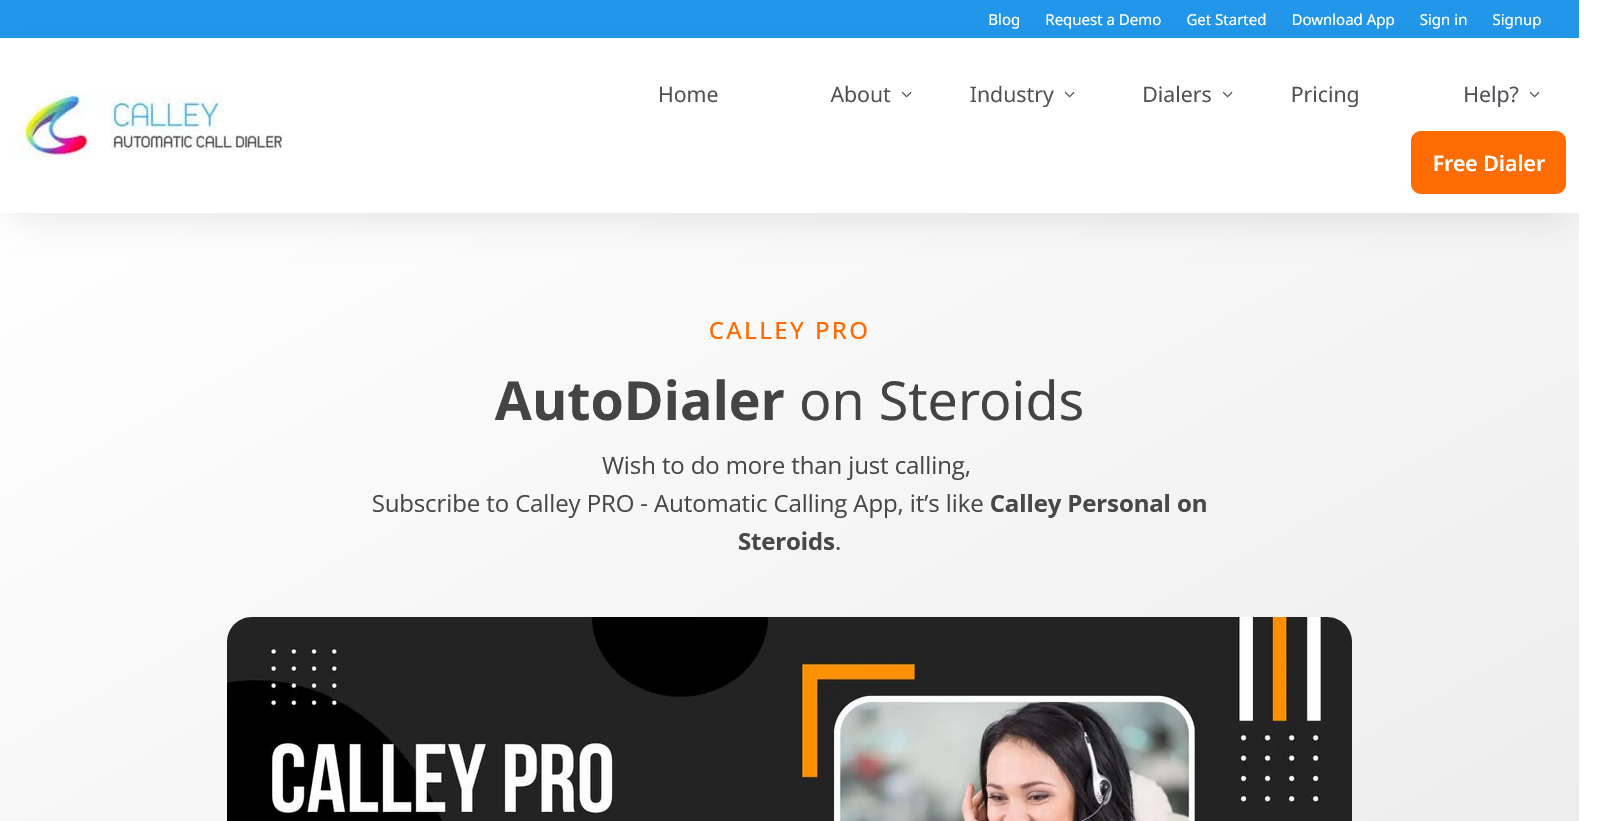 Blog Request a Demo Get Started Download App Sign in Signup
Home About Industry Dialers Pricing Help?
CALLEY
AUTOMATIC CALL DIALER
Free Dialer
CALLEY PRO
AutoDialer on Steroids
Wish to do more than just calling,
Subscribe to Calley PRO - Automatic Calling App, it’s like Calley Personal on
Steroids.
CALLEY PRO